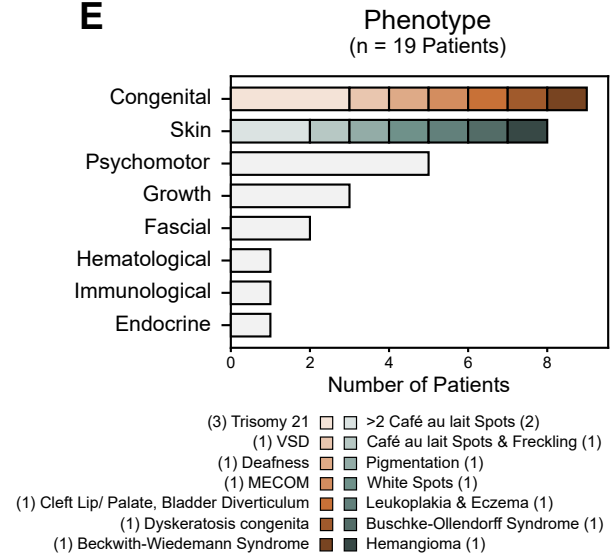 E
Phenotype
(n = 19 Patients)
Congenital
Skin
Psychomotor
Growth
Fascial
Hematological
Immunological
Endocrine
0 2 4 6 8
Number of Patients
(3) Trisomy 21 >2 Café au lait Spots (2)
(1) VSD Café au lait Spots & Freckling (1)
(1) Deafness Pigmentation (1)
(1) MECOM White Spots (1)
(1) Cleft Lip/ Palate, Bladder Diverticulum Leukoplakia & Eczema (1)
(1) Dyskeratosis congenita Buschke-Ollendorff Syndrome (1)
(1) Beckwith-Wiedemann Syndrome Hemangioma (1)